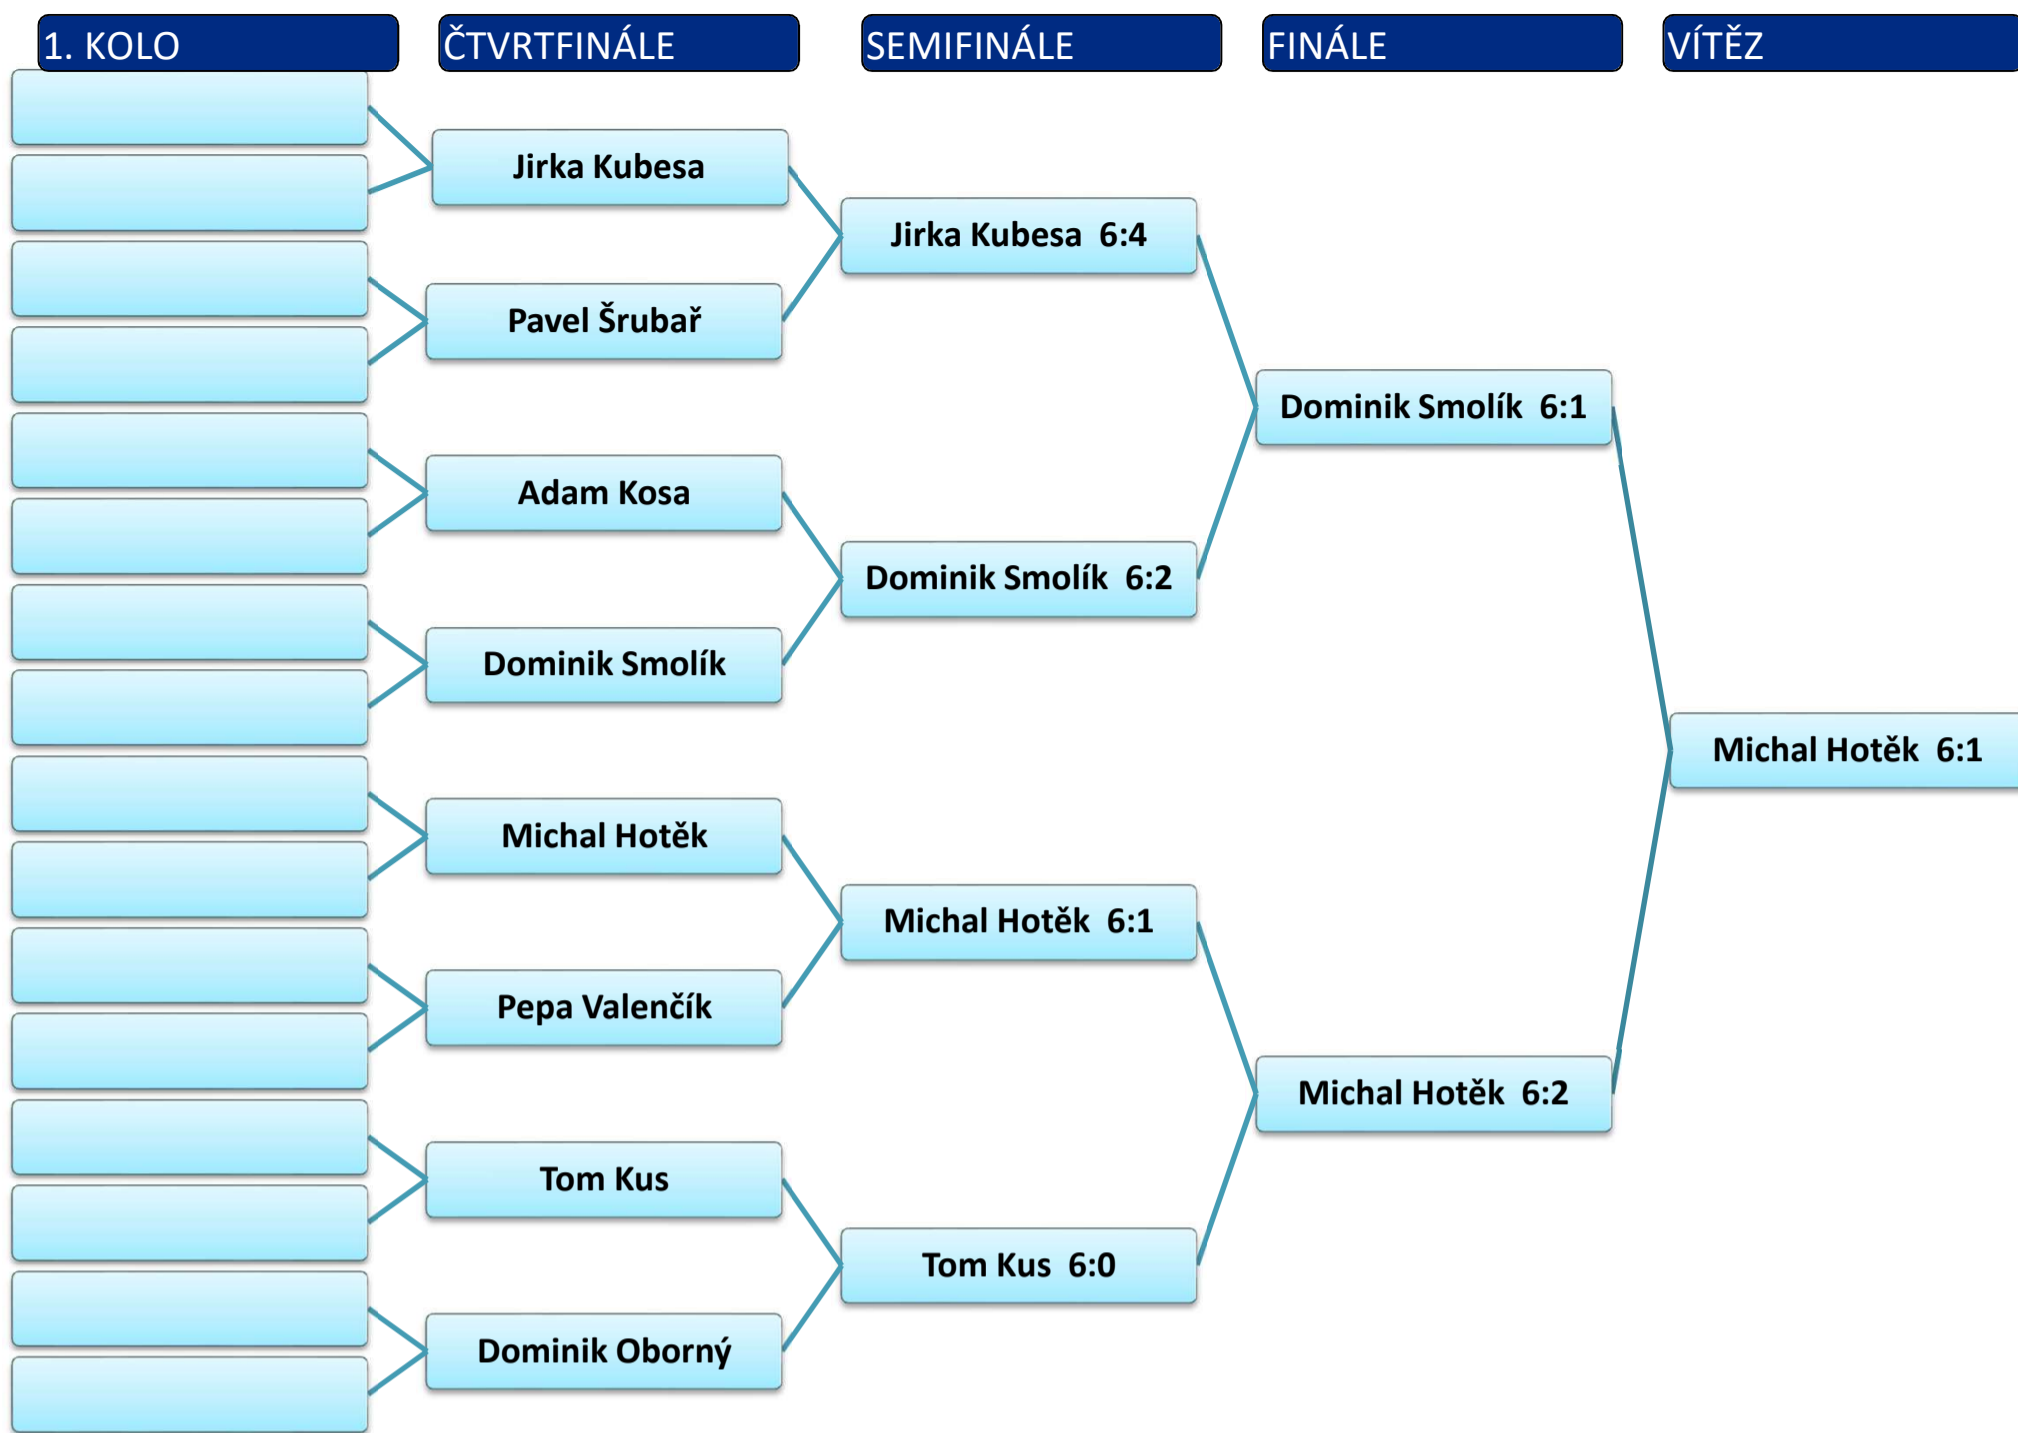 1. KOLO
ČTVRTFINÁLE
SEMIFINÁLE
FINÁLE
VÍTĚZ
Jirka Kubesa
Pavel Šrubař
Adam Kosa
Dominik Smolík
Michal Hotěk
Pepa Valenčík
Tom Kus
Dominik Oborný
Jirka Kubesa 6:4
Dominik Smolík 6:2
Michal Hotěk 6:1
Tom Kus 6:0
Dominik Smolík 6:1
Michal Hotěk 6:2
Michal Hotěk 6:1